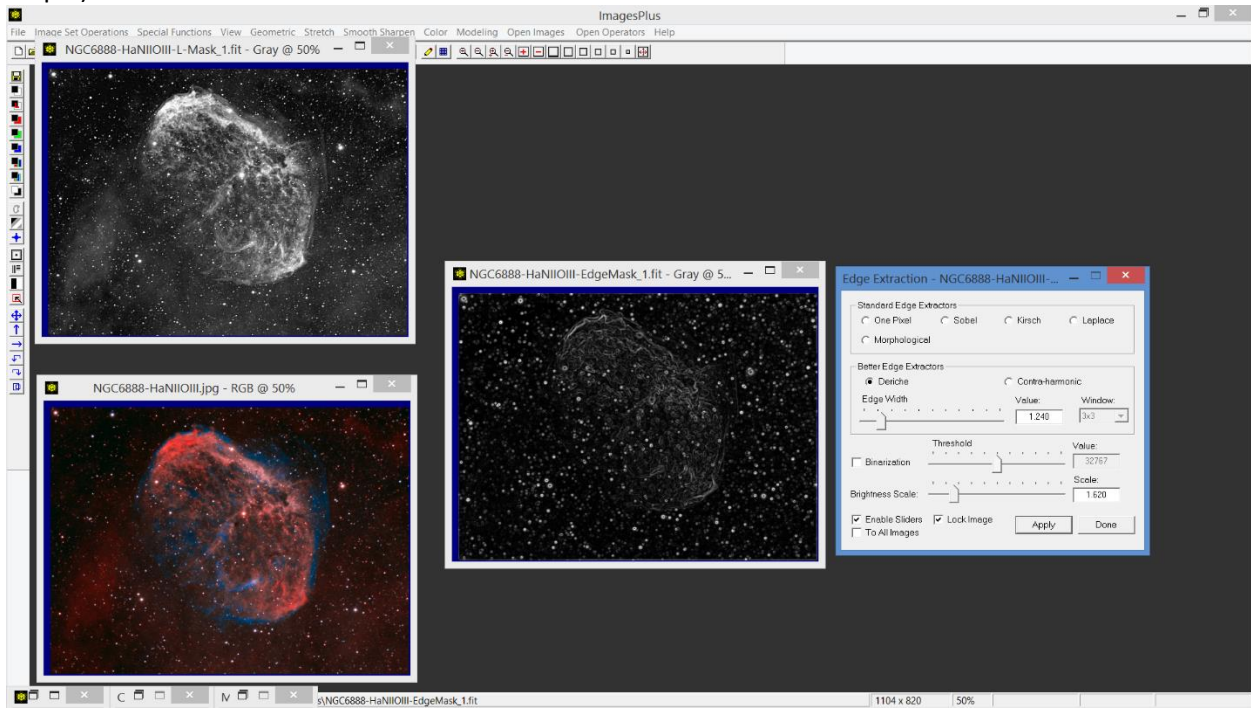 ImagesPlus
File Image Set Operations Special Functions View Geometric Stretch Smooth Sharpen Color Modeling Open Images Open Operators Help
NGC6888-HaNIIOIII-L-Mask_1.fit - Gray @ 50%
NGC6888-HaNIIOIII-EdgeMask_1.fit - Gray @ 5...
Edge Extraction - NGC6888-HaNIIOIII-...
Standard Edge Extractors
One Pixel Sobel Kirsch Laplace
Morphological
Better Edge Extractors
Deriche Contra-harmonic
Edge Width Value: Window:
1.240 3x3
Threshold Value:
Binarization 32767
Scale:
Brightness Scale: 1.620
Enable Sliders Lock Image Apply Done
To All Images
NGC6888-HaNIIOIII.jpg - RGB @ 50%
C M s\NGC6888-HaNIIOIII-EdgeMask_1.fit 1104 x 820 50%